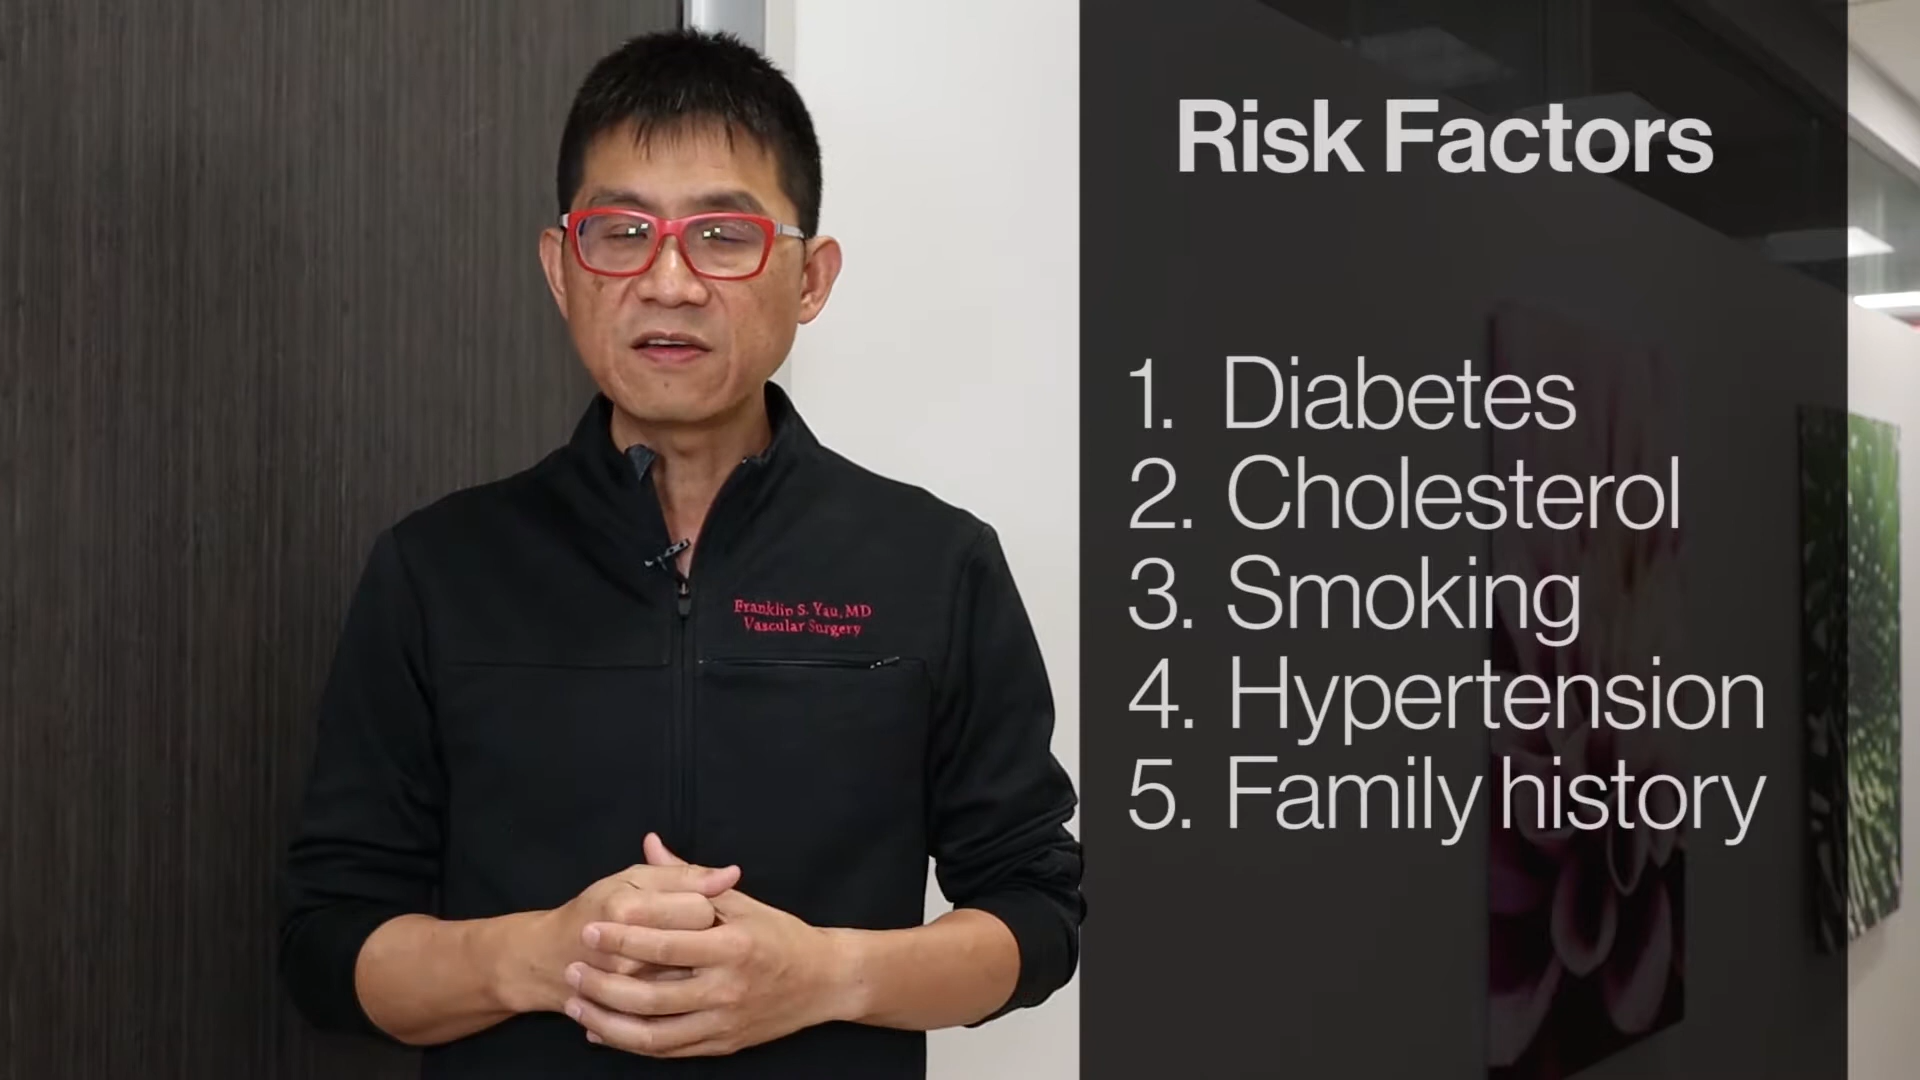 Franklin S. Yau, MD
Vascular Surgery
Risk Factors
1. Diabetes
2. Cholesterol
3. Smoking
4. Hypertension
5. Family history